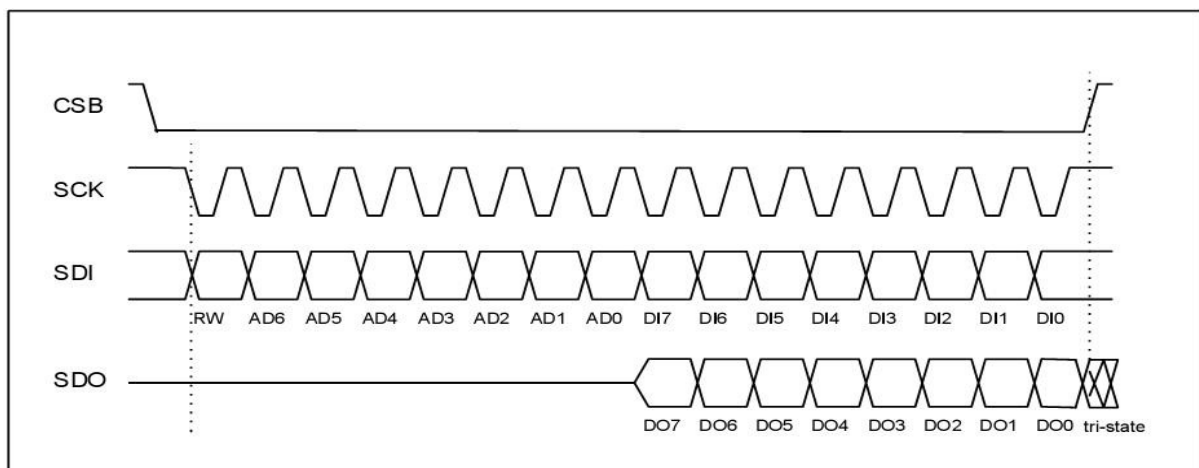 CSB
SCK
SDI
RW AD6 AD5 AD4 AD3 AD2 AD1 AD0 DI7 DI6 DI5 DI4 DI3 DI2 DI1 DI0
SDO
DO7 DO6 DO5 DO4 DO3 DO2 DO1 DO0 tri-state